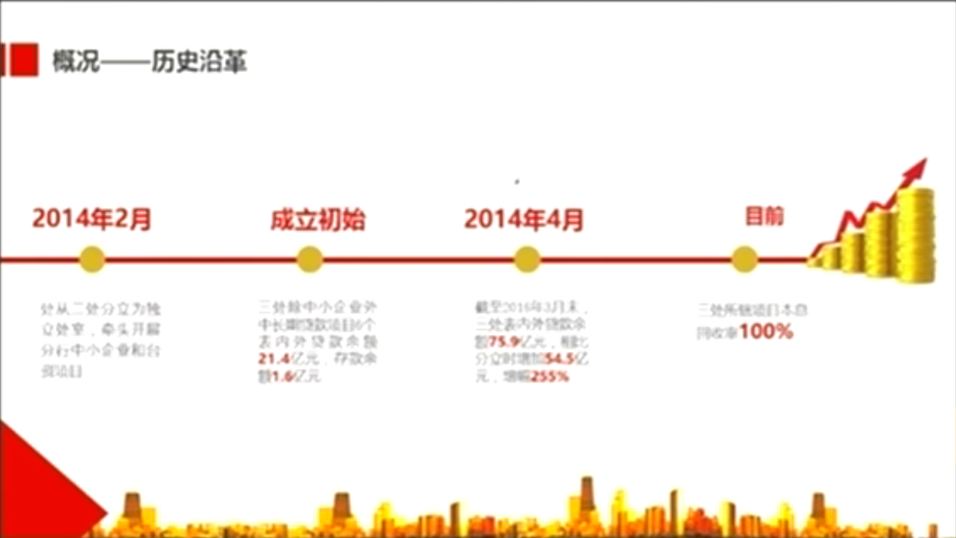 概况——历史沿革
2014年2月
成立初始
2014年4月
目前
处从二处分立为独
立处室，牵头开展
分行中小企业和台
资项目
三处除中小企业外
中长期贷款项目6个
表内外贷款余额
21.4亿元，存款余
额1.6亿元
截至2016年3月末，
三处表内外贷款余
额75.9亿元，相比
分立时增加54.5亿
元，增幅255%
三处所辖项目本息
回收率100%